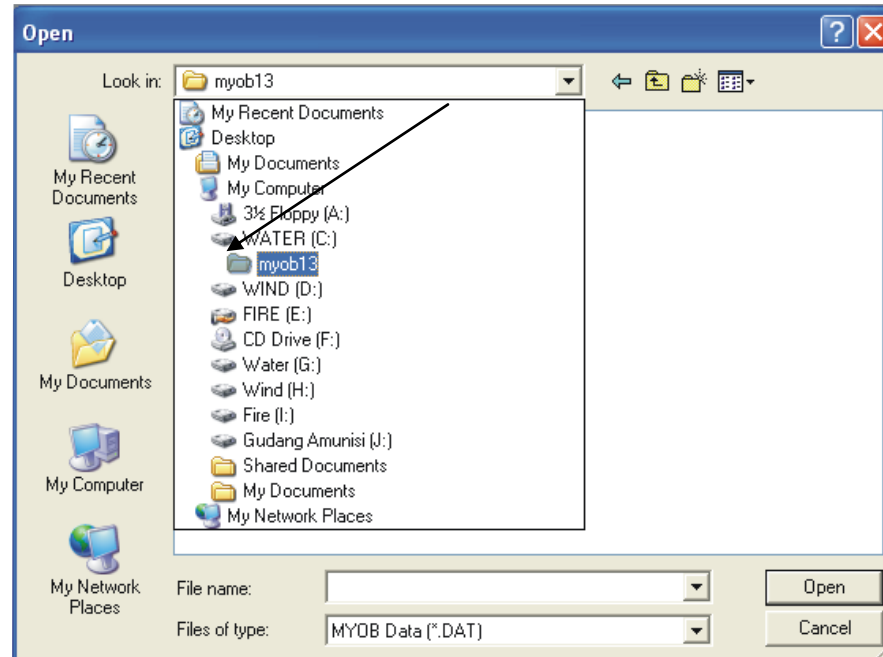 Open
Look in: myob13
My Recent Documents
Desktop
My Documents
My Computer
3½ Floppy (A:)
WATER (C:)
myob13
WIND (D:)
FIRE (E:)
CD Drive (F:)
Water (G:)
Wind (H:)
Fire (I:)
Gudang Amunisi (J:)
Shared Documents
My Documents
My Network Places
My Recent
Documents
Desktop
My Documents
My Computer
My Network
Places
File name:
Open
Files of type: MYOB Data (*.DAT)
Cancel